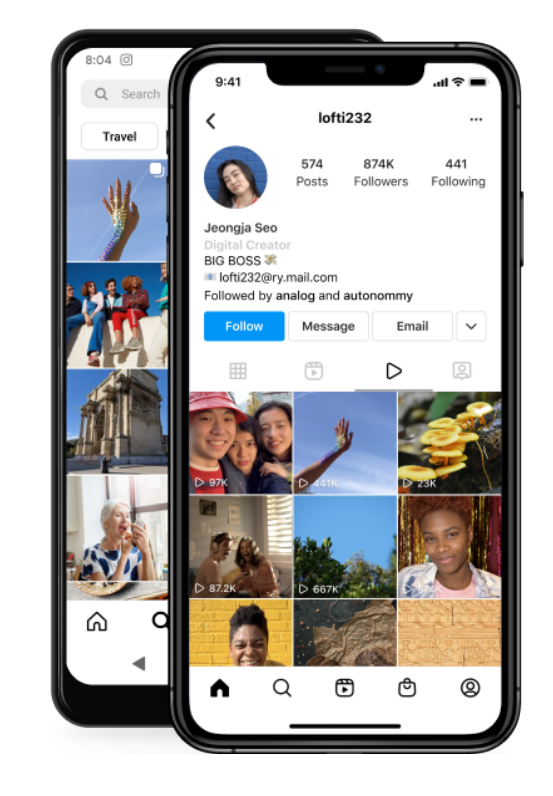 8:04
Search
Travel
9:41
lofti232
574 874K 441
Posts Followers Following
Jeongja Seo
Digital Creator
BIG BOSS
lofti232@ry.mail.com
Followed by analog and autonommy
Follow Message Email
97K 441K 23K
87.2K 667K